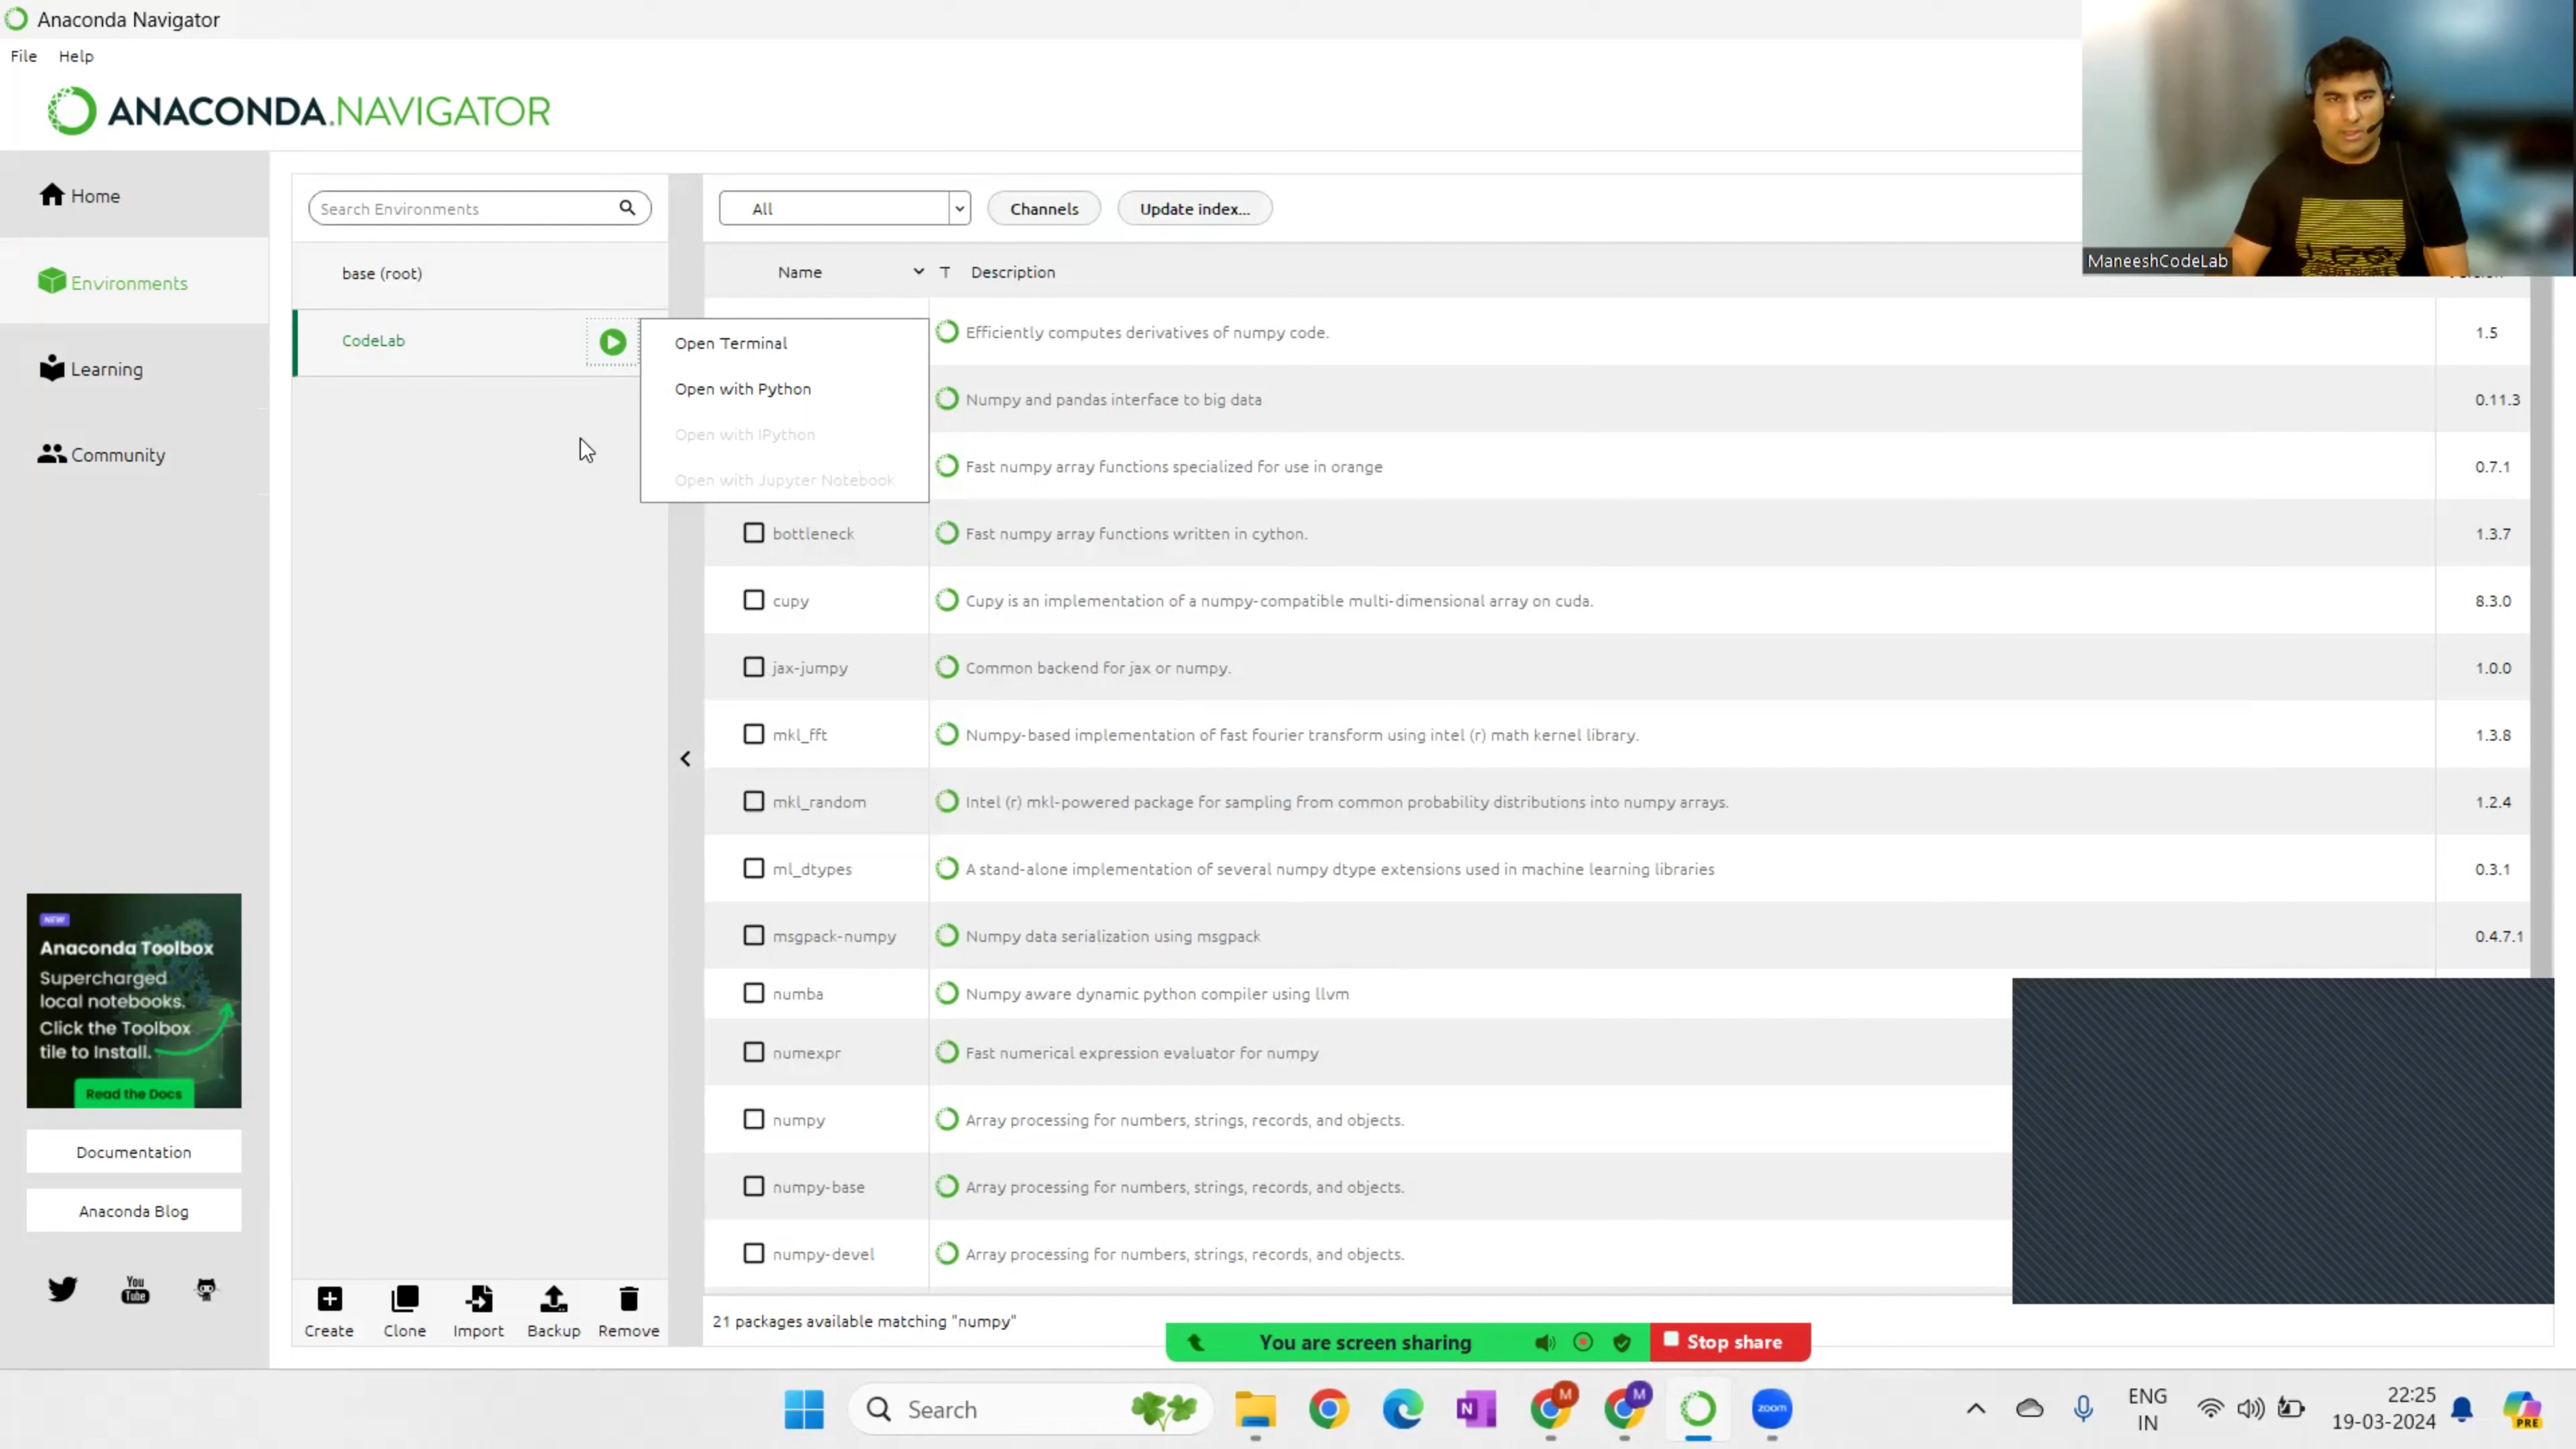 Anaconda Navigator
File Help
ANACONDA.NAVIGATOR
Home
Environments
Learning
Community
NEW
Anaconda Toolbox
Supercharged
local notebooks.
Click the Toolbox
tile to Install.
Read the Docs
Documentation
Anaconda Blog
You
Tube
Search Environments
base (root)
CodeLab
Open Terminal
Open with Python
Open with IPython
Open with Jupyter Notebook
Create Clone Import Backup Remove
All Channels Update index...
Name T Description
Efficiently computes derivatives of numpy code. 1.5
Numpy and pandas interface to big data 0.11.3
Fast numpy array functions specialized for use in orange 0.7.1
bottleneck Fast numpy array functions written in cython. 1.3.7
cupy Cupy is an implementation of a numpy-compatible multi-dimensional array on cuda. 8.3.0
jax-jumpy Common backend for jax or numpy. 1.0.0
mkl_fft Numpy-based implementation of fast fourier transform using intel (r) math kernel library. 1.3.8
mkl_random Intel (r) mkl-powered package for sampling from common probability distributions into numpy arrays. 1.2.4
ml_dtypes A stand-alone implementation of several numpy dtype extensions used in machine learning libraries 0.3.1
msgpack-numpy Numpy data serialization using msgpack 0.4.7.1
numba Numpy aware dynamic python compiler using llvm
numexpr Fast numerical expression evaluator for numpy
numpy Array processing for numbers, strings, records, and objects.
numpy-base Array processing for numbers, strings, records, and objects.
numpy-devel Array processing for numbers, strings, records, and objects.
21 packages available matching "numpy"
ManeeshCodeLab
You are screen sharing Stop share
Search
N
M
M
zoom
ENG
IN
22:25
19-03-2024
PRE